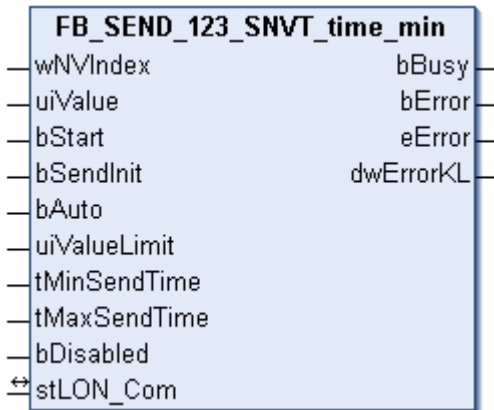 FB_SEND_123_SNVT_time_min
wNVIndex bBusy
uiValue bError
bStart eError
bSendInit dwErrorKL
bAuto
uiValueLimit
tMinSendTime
tMaxSendTime
bDisabled
stLON_Com